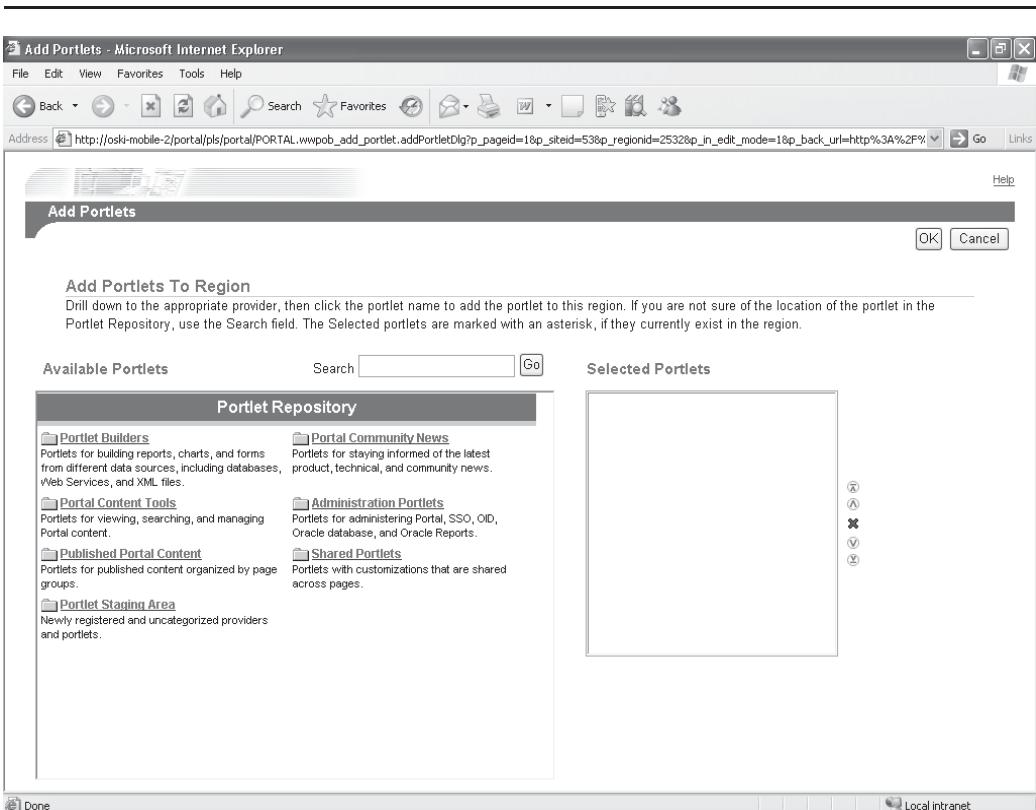 Add Portlets - Microsoft Internet Explorer
File Edit View Favorites Tools Help
Back Search Favorites
Address http://oski-mobile-2/portal/pls/portal/PORTAL.wwpob_add_portlet.addPortletDlg?p_pageid=1&p_siteid=53&p_regionid=2532&p_in_edit_mode=1&p_back_url=http%3A%2F% Go Links
Help
Add Portlets
OK Cancel
Add Portlets To Region
Drill down to the appropriate provider, then click the portlet name to add the portlet to this region. If you are not sure of the location of the portlet in the
Portlet Repository, use the Search field. The Selected portlets are marked with an asterisk, if they currently exist in the region.
Available Portlets Search Go Selected Portlets
Portlet Repository
Portlet Builders
Portlets for building reports, charts, and forms
from different data sources, including databases,
Web Services, and XML files.
Portal Community News
Portlets for staying informed of the latest
product, technical, and community news.
Portal Content Tools
Portlets for viewing, searching, and managing
Portal content.
Administration Portlets
Portlets for administering Portal, SSO, OID,
Oracle database, and Oracle Reports.
Published Portal Content
Portlets for published content organized by page
groups.
Shared Portlets
Portlets with customizations that are shared
across pages.
Portlet Staging Area
Newly registered and uncategorized providers
and portlets.
Done Local intranet